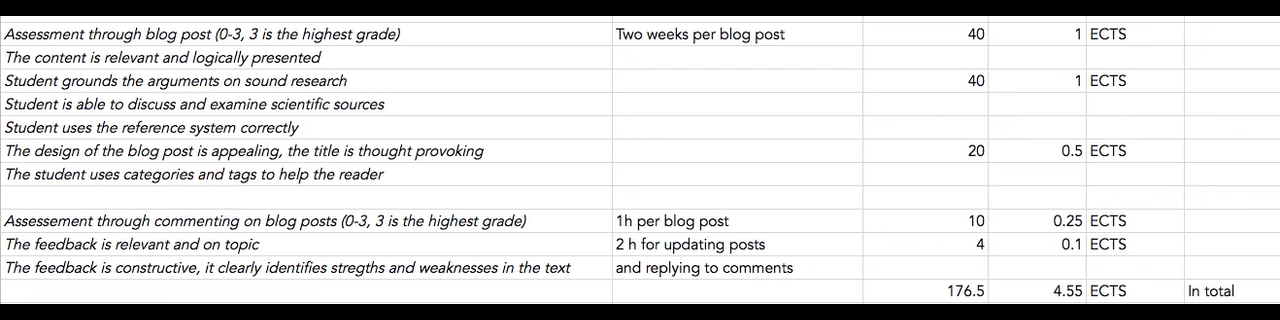 Assessment through blog post (0-3, 3 is the highest grade) Two weeks per blog post 40 1 ECTS
The content is relevant and logically presented
Student grounds the arguments on sound research 40 1 ECTS
Student is able to discuss and examine scientific sources
Student uses the reference system correctly
The design of the blog post is appealing, the title is thought provoking 20 0.5 ECTS
The student uses categories and tags to help the reader
Assessement through commenting on blog posts (0-3, 3 is the highest grade) 1h per blog post 10 0.25 ECTS
The feedback is relevant and on topic 2 h for updating posts 4 0.1 ECTS
The feedback is constructive, it clearly identifies stregths and weaknesses in the text and replying to comments
176.5 4.55 ECTS In total